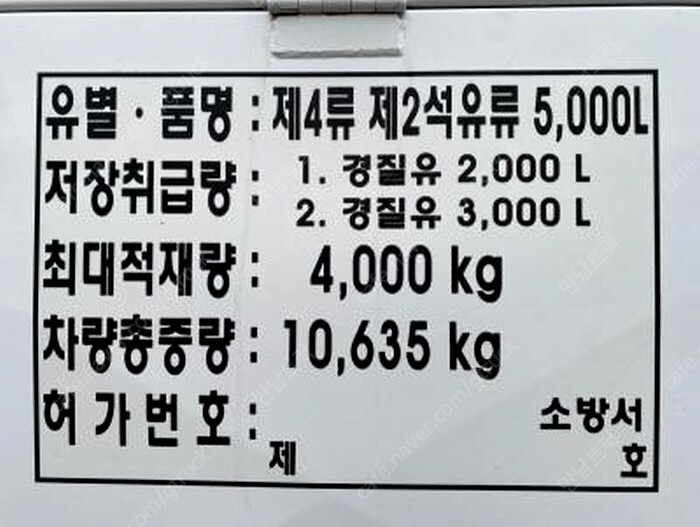 유별·품명 : 제4류 제2석유류 5,000L
저장취급량 : 1. 경질유 2,000 L
2. 경질유 3,000 L
최대적재량 : 4,000 kg
차량총중량 : 10,635 kg
허가번호 : 소방서
제 호